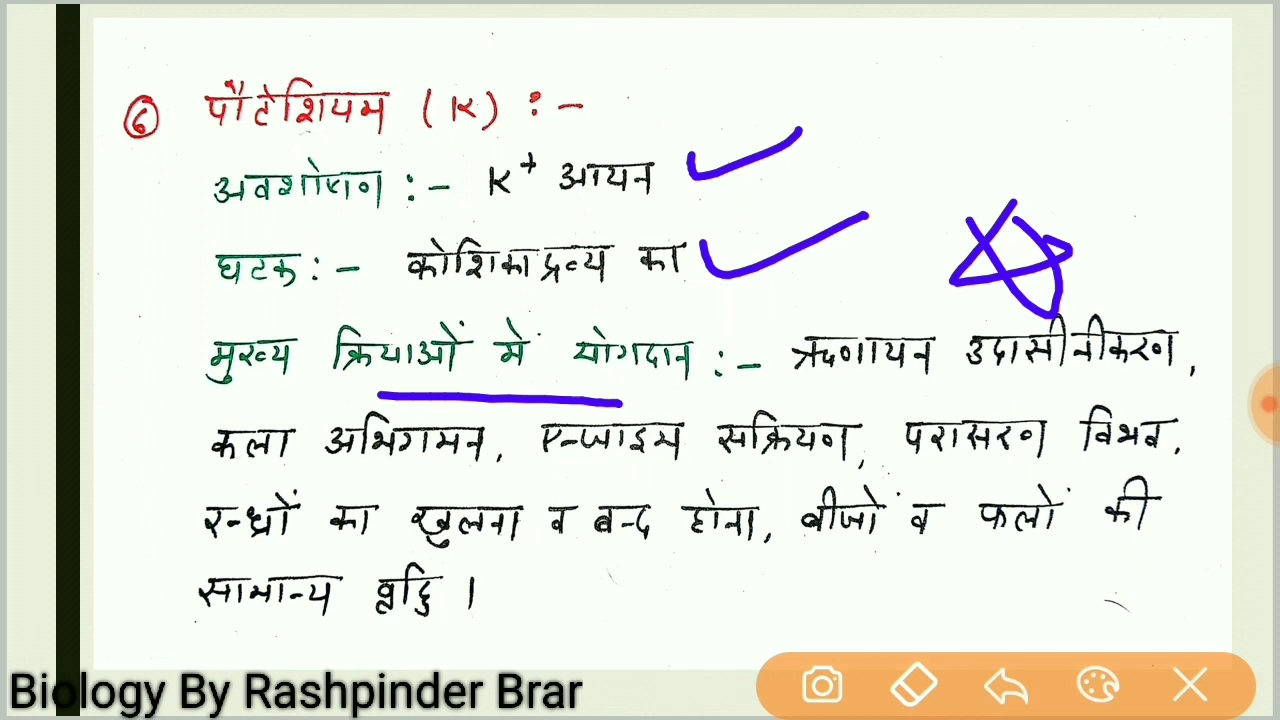 ⑥ पौटेशियम (K) :-
अवशोषण :- K⁺ आयन
घटक :- कोशिकाद्रव्य का
मुख्य क्रियाओं में योगदान :- ऋणायन उदासीनीकरण,
कला अभिगमन, एन्जाइम सक्रियण, परासरण विभव,
रन्ध्रों का खुलना व बन्द होना, बीजों व फलों की
सामान्य वृद्धि ।
Biology By Rashpinder Brar